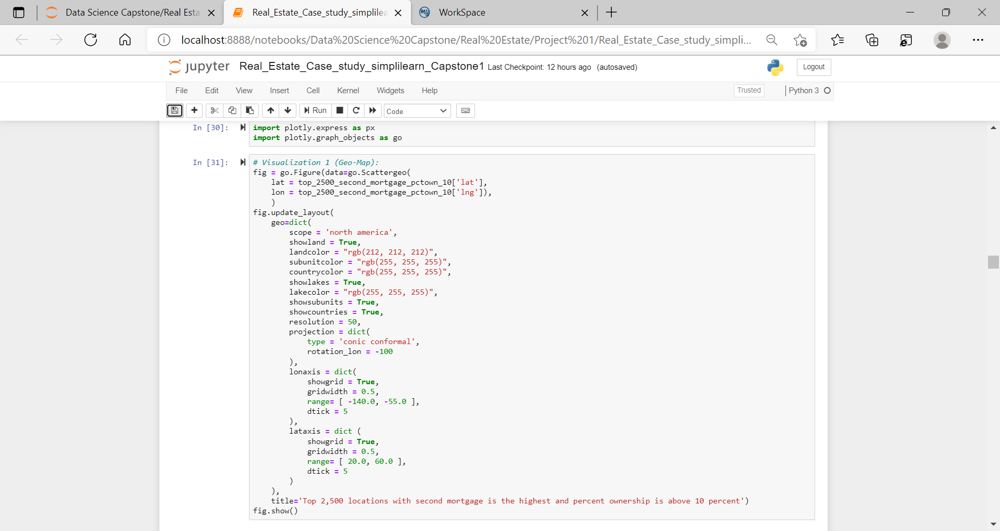 Data Science Capstone/Real Esta
Real_Estate_Case_study_simplilea
my WorkSpace
localhost:8888/notebooks/Data%20Science%20Capstone/Real%20Estate/Project%201/Real_Estate_Case_study_simpli...
jupyter Real_Estate_Case_study_simplilearn_Capstone1 Last Checkpoint: 12 hours ago (autosaved)
Logout
File Edit View Insert Cell Kernel Widgets Help
Trusted
Python 3
Run
Code
In [30]:
import plotly.express as px
import plotly.graph_objects as go
In [31]:
# Visualization 1 (Geo-Map):
fig = go.Figure(data=go.Scattergeo(
    lat = top_2500_second_mortgage_pctown_10['lat'],
    lon = top_2500_second_mortgage_pctown_10['lng']),
    )
fig.update_layout(
    geo=dict(
        scope = 'north america',
        showland = True,
        landcolor = "rgb(212, 212, 212)",
        subunitcolor = "rgb(255, 255, 255)",
        countrycolor = "rgb(255, 255, 255)",
        showlakes = True,
        lakecolor = "rgb(255, 255, 255)",
        showsubunits = True,
        showcountries = True,
        resolution = 50,
        projection = dict(
            type = 'conic conformal',
            rotation_lon = -100
        ),
        lonaxis = dict(
            showgrid = True,
            gridwidth = 0.5,
            range= [ -140.0, -55.0 ],
            dtick = 5
        ),
        lataxis = dict (
            showgrid = True,
            gridwidth = 0.5,
            range= [ 20.0, 60.0 ],
            dtick = 5
        )
    ),
    title='Top 2,500 locations with second mortgage is the highest and percent ownership is above 10 percent')
fig.show()